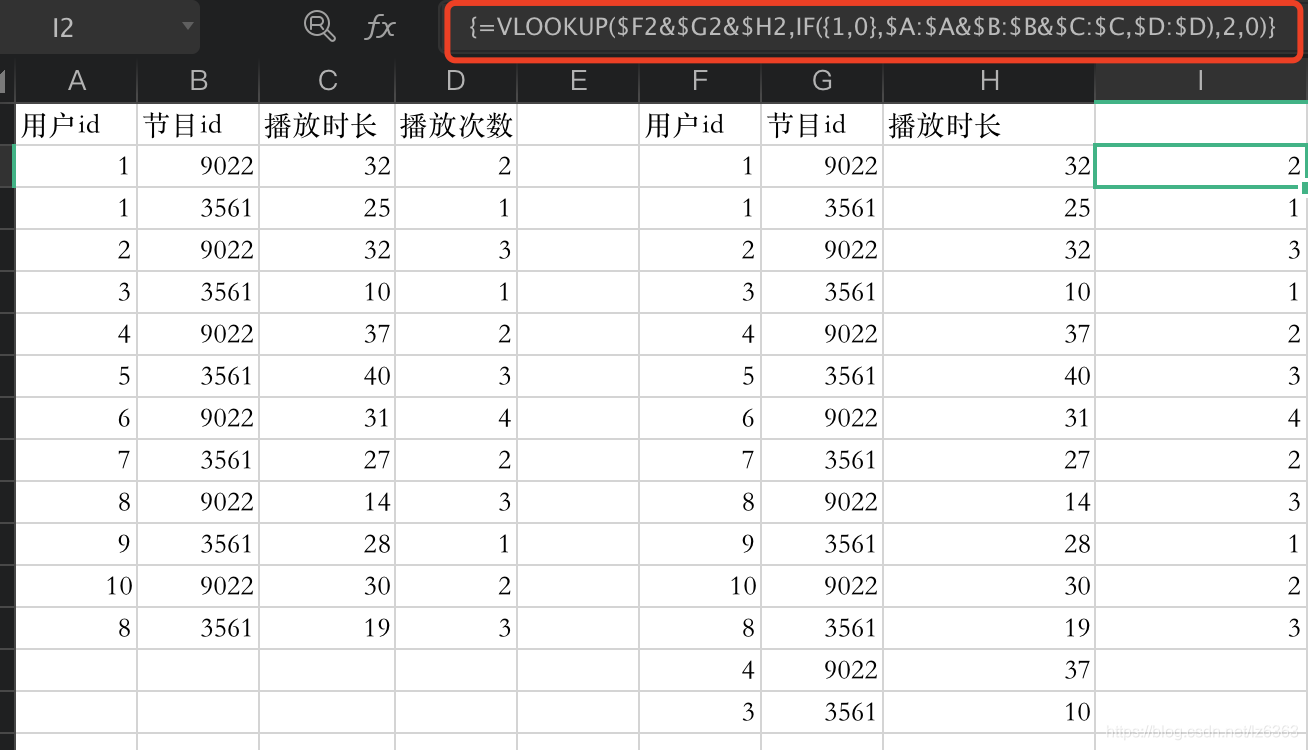 I2 fx {=VLOOKUP($F2&$G2&$H2,IF({1,0},$A:$A&$B:$B&$C:$C,$D:$D),2,0)}
A B C D E F G H I
用户id 节目id 播放时长 播放次数 用户id 节目id 播放时长
1 9022 32 2 1 9022 32 2
1 3561 25 1 1 3561 25 1
2 9022 32 3 2 9022 32 3
3 3561 10 1 3 3561 10 1
4 9022 37 2 4 9022 37 2
5 3561 40 3 5 3561 40 3
6 9022 31 4 6 9022 31 4
7 3561 27 2 7 3561 27 2
8 9022 14 3 8 9022 14 3
9 3561 28 1 9 3561 28 1
10 9022 30 2 10 9022 30 2
8 3561 19 3 8 3561 19 3
4 9022 37
3 3561 10
https://blog.csdn.net/lz6363